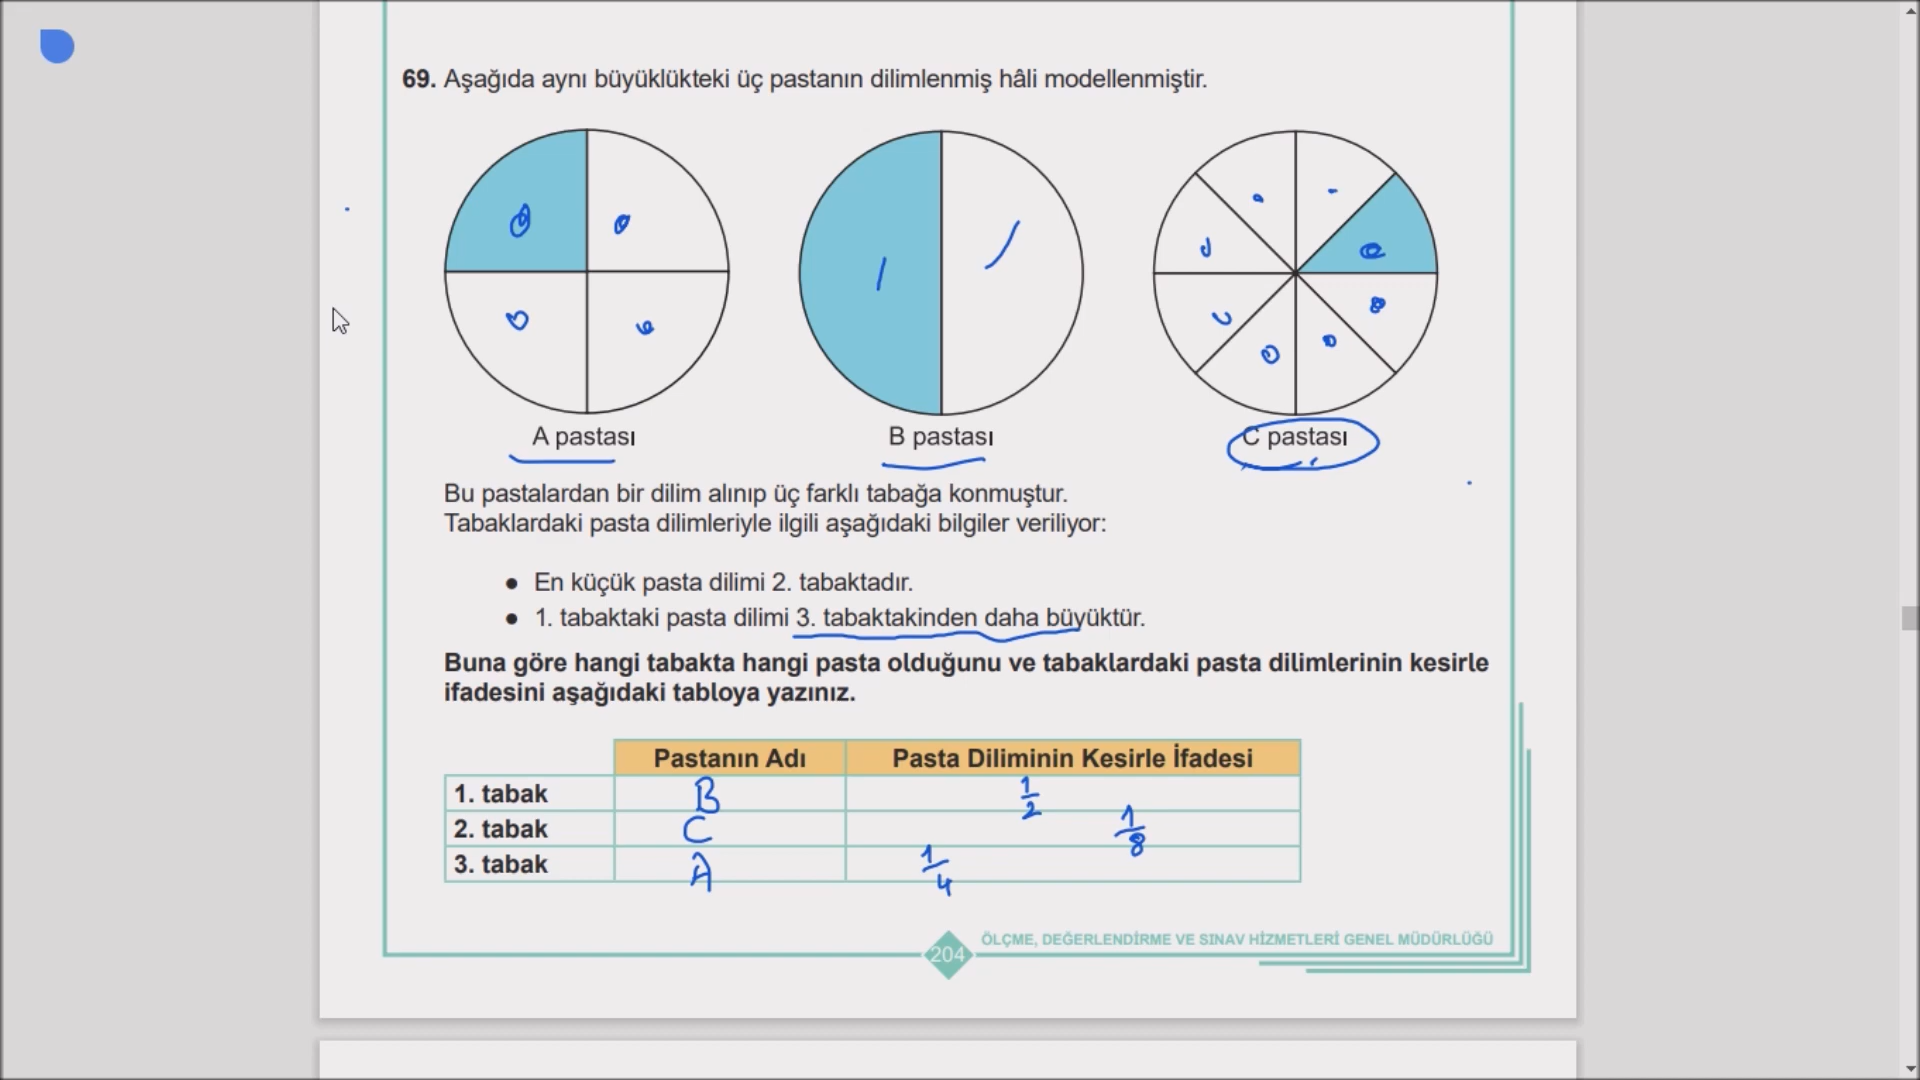 69. Aşağıda aynı büyüklükteki üç pastanın dilimlenmiş hâli modellenmiştir.
A pastası
B pastası
C pastası
Bu pastalardan bir dilim alınıp üç farklı tabağa konmuştur.
Tabaklardaki pasta dilimleriyle ilgili aşağıdaki bilgiler veriliyor:
● En küçük pasta dilimi 2. tabaktadır.
● 1. tabaktaki pasta dilimi 3. tabaktakinden daha büyüktür.
Buna göre hangi tabakta hangi pasta olduğunu ve tabaklardaki pasta dilimlerinin kesirle
ifadesini aşağıdaki tabloya yazınız.
Pastanın Adı Pasta Diliminin Kesirle İfadesi
1. tabak B 1/2
2. tabak C 1/8
3. tabak A 1/4
ÖLÇME, DEĞERLENDİRME VE SINAV HİZMETLERİ GENEL MÜDÜRLÜĞÜ
204